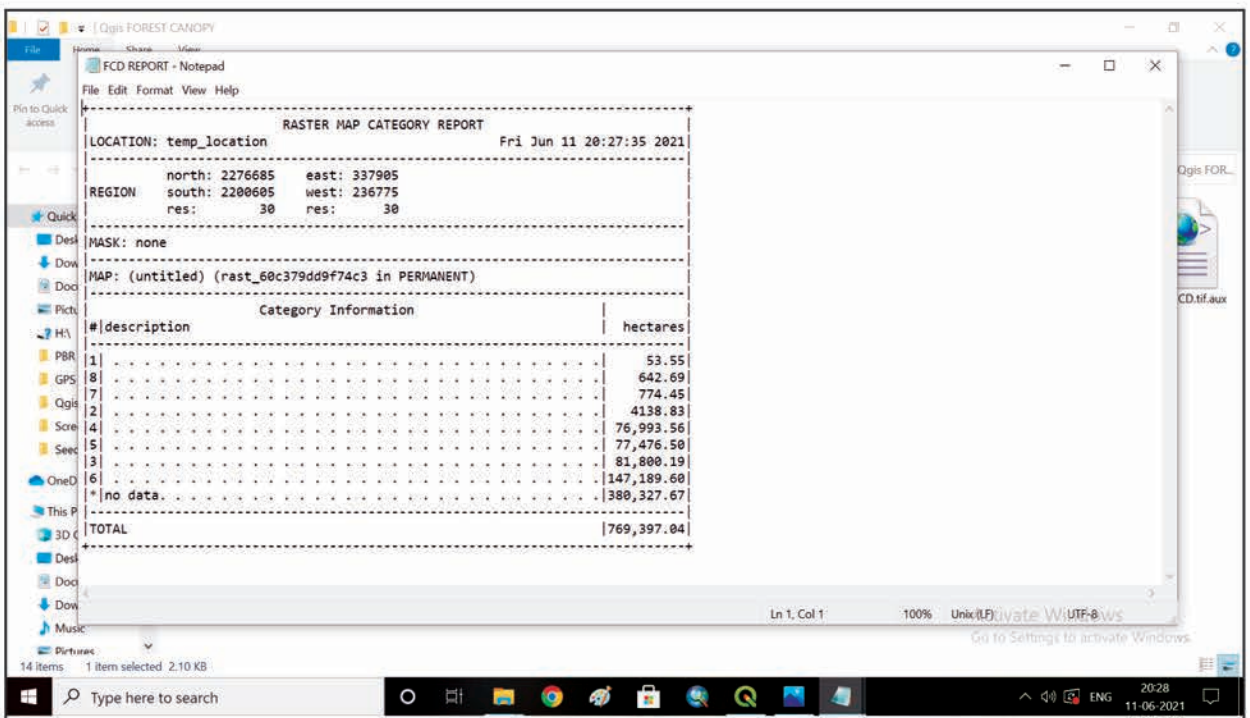 [ Qgis FOREST CANOPY
File Home Share View
FCD REPORT - Notepad
File Edit Format View Help
Pin to Quick access
RASTER MAP CATEGORY REPORT
LOCATION: temp_location Fri Jun 11 20:27:35 2021
north: 2276685 east: 337905
REGION south: 2200605 west: 236775
res: 30 res: 30
MASK: none
MAP: (untitled) (rast_60c379dd9f74c3 in PERMANENT)
Category Information
#|description | hectares|
|1| . . . . . . . . . . . . . . . . . . . . . . . . . . . . . . . .| 53.55|
|8| . . . . . . . . . . . . . . . . . . . . . . . . . . . . . . . .| 642.69|
|7| . . . . . . . . . . . . . . . . . . . . . . . . . . . . . . . .| 774.45|
|2| . . . . . . . . . . . . . . . . . . . . . . . . . . . . . . . .| 4138.83|
|4| . . . . . . . . . . . . . . . . . . . . . . . . . . . . . . . .| 76,993.56|
|5| . . . . . . . . . . . . . . . . . . . . . . . . . . . . . . . .| 77,476.50|
|3| . . . . . . . . . . . . . . . . . . . . . . . . . . . . . . . .| 81,800.19|
|6| . . . . . . . . . . . . . . . . . . . . . . . . . . . . . . . .|147,189.60|
|*|no data. . . . . . . . . . . . . . . . . . . . . . . . . . . . .|380,327.67|
|TOTAL |769,397.04|
Quick
Desk
Dow
Doc
Pictu
H:\
PBR
GPS
Qgis
Scre
Seed
OneD
This P
3D
Desk
Doc
Dow
Music
Pictures
Qgis FOR...
CD.tif.aux
Ln 1, Col 1 100% Unix (LF) UTF-8
Activate Windows
Go to Settings to activate Windows.
14 items 1 item selected 2.10 KB
Type here to search
ENG
20:28
11-06-2021